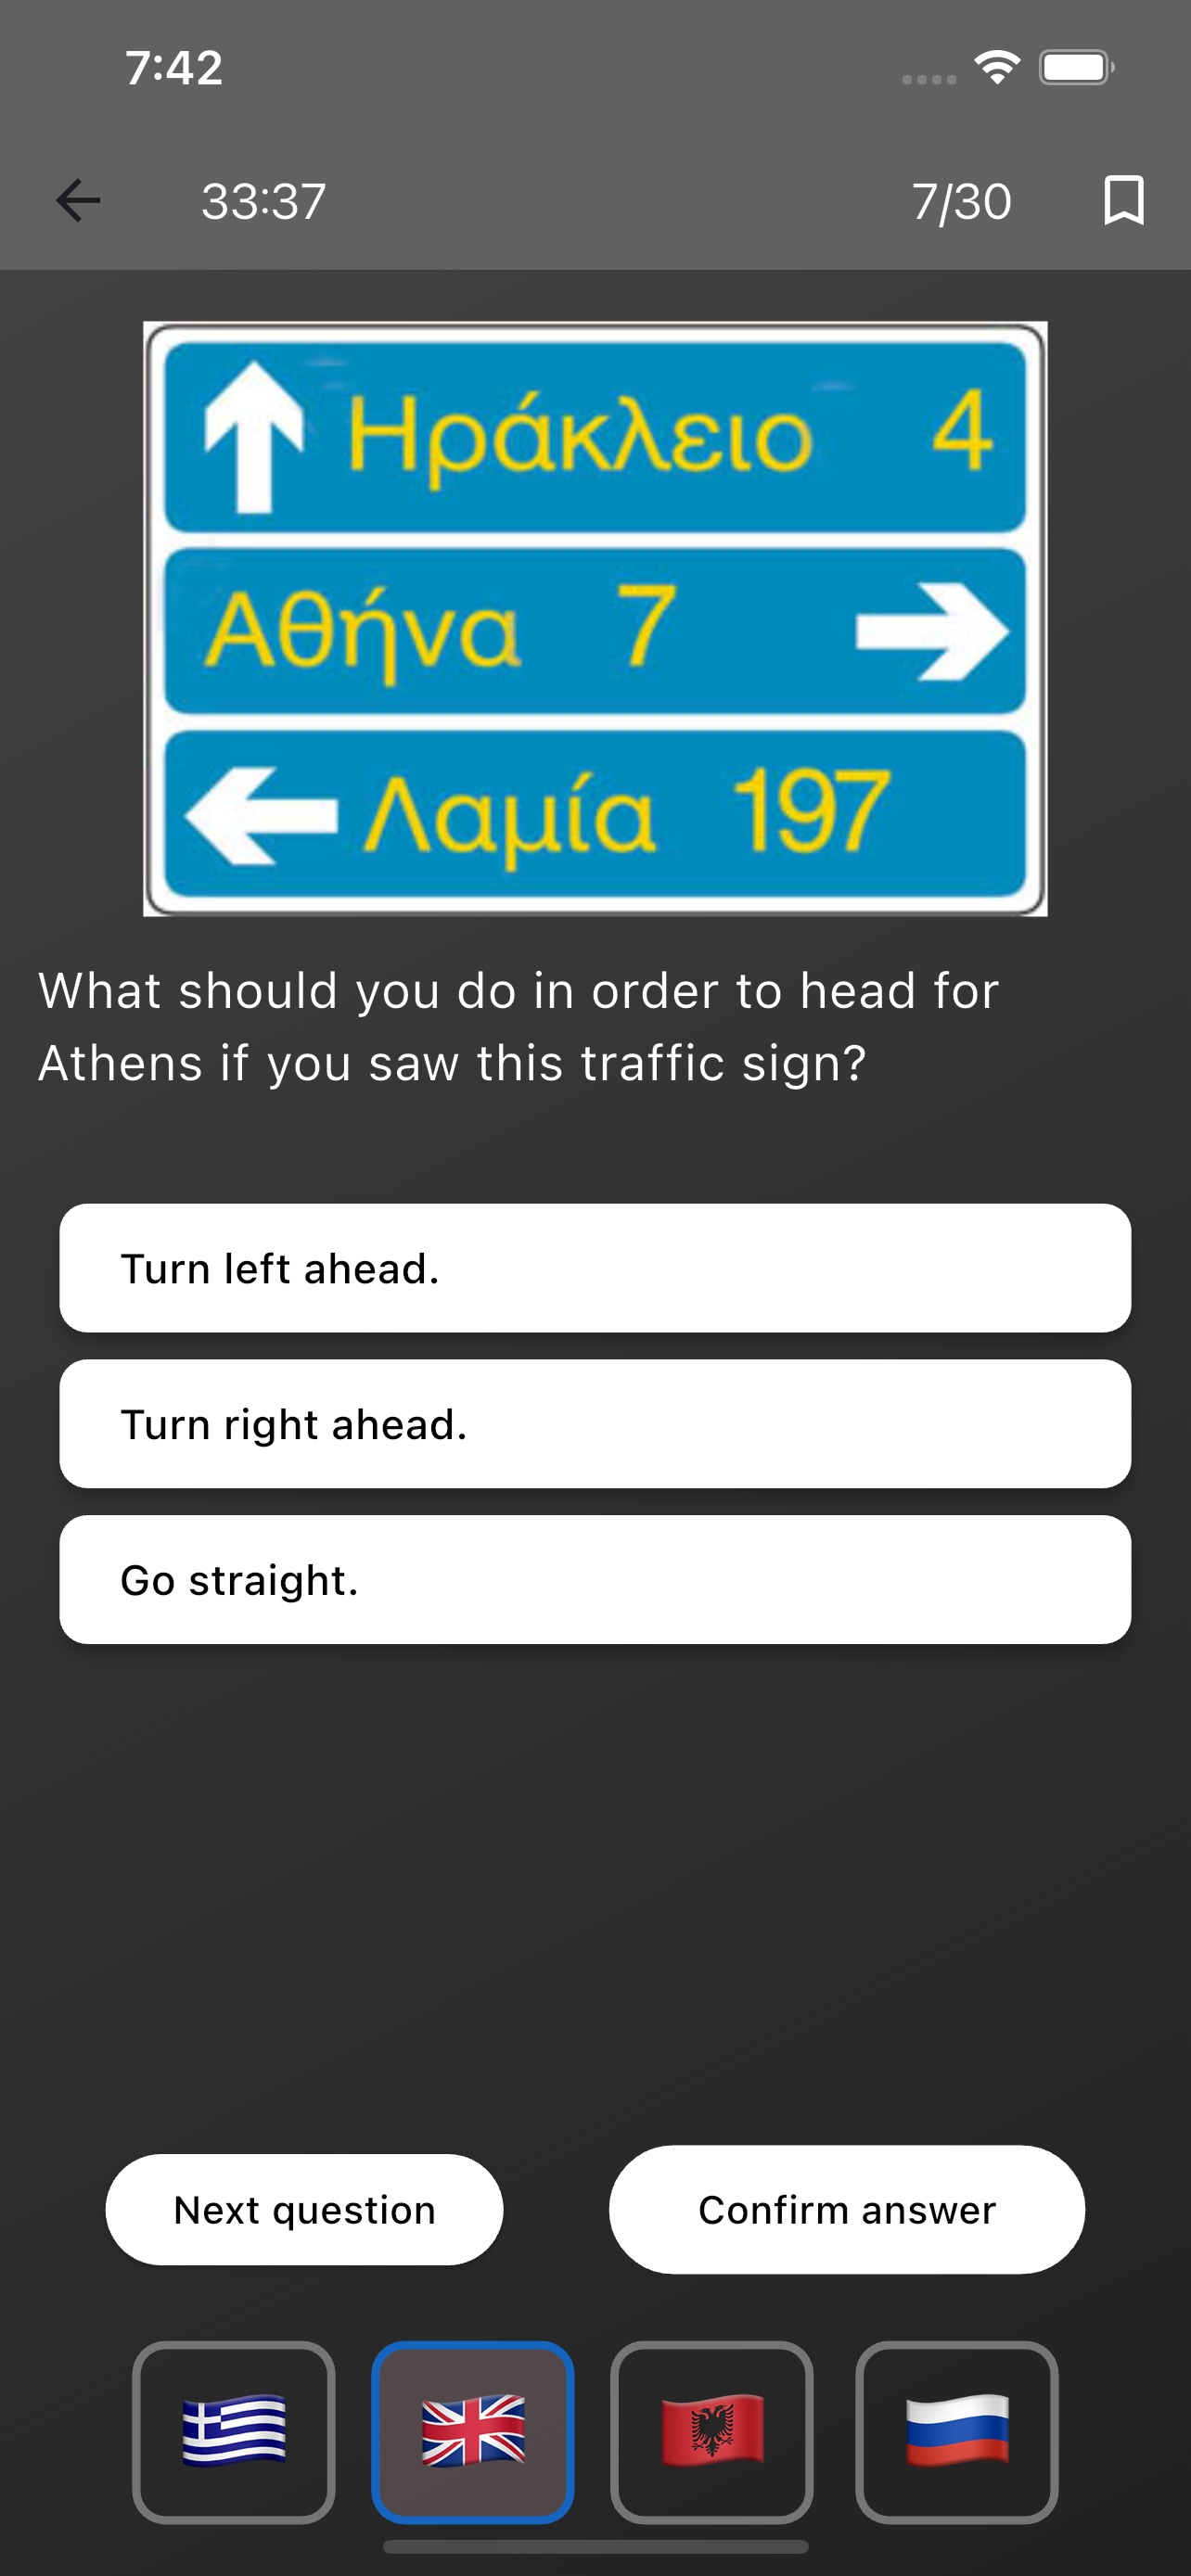 7:42
33:37
7/30
Ηράκλειο 4
Αθήνα 7
Λαμία 197
What should you do in order to head for
Athens if you saw this traffic sign?
Turn left ahead.
Turn right ahead.
Go straight.
Next question
Confirm answer